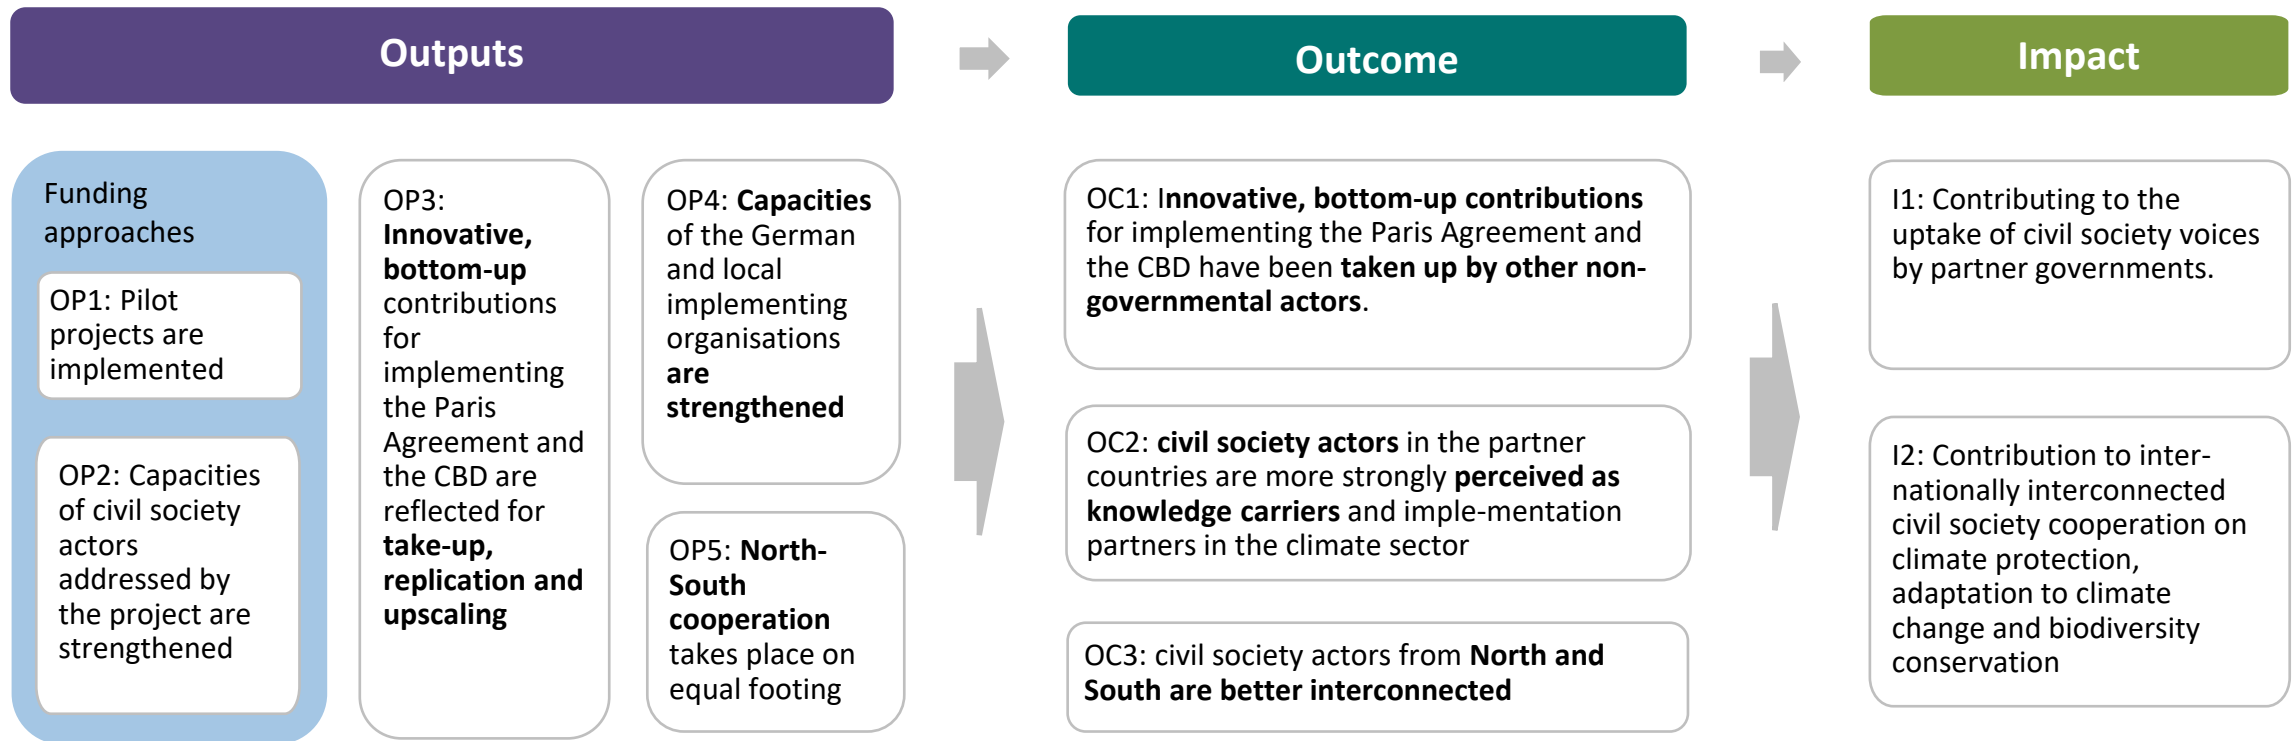 Outputs
Outcome
Impact
Funding
approaches
OP1: Pilot
projects are
implemented
OP2: Capacities
of civil society
actors
addressed by
the project are
strengthened
OP3:
Innovative,
bottom-up
contributions
for
implementing
the Paris
Agreement and
the CBD are
reflected for
take-up,
replication and
upscaling
OP4: Capacities
of the German
and local
implementing
organisations
are
strengthened
OP5: North-
South
cooperation
takes place on
equal footing
OC1: Innovative, bottom-up contributions
for implementing the Paris Agreement and
the CBD have been taken up by other non-
governmental actors.
OC2: civil society actors in the partner
countries are more strongly perceived as
knowledge carriers and imple-mentation
partners in the climate sector
OC3: civil society actors from North and
South are better interconnected
I1: Contributing to the
uptake of civil society voices
by partner governments.
I2: Contribution to inter-
nationally interconnected
civil society cooperation on
climate protection,
adaptation to climate
change and biodiversity
conservation